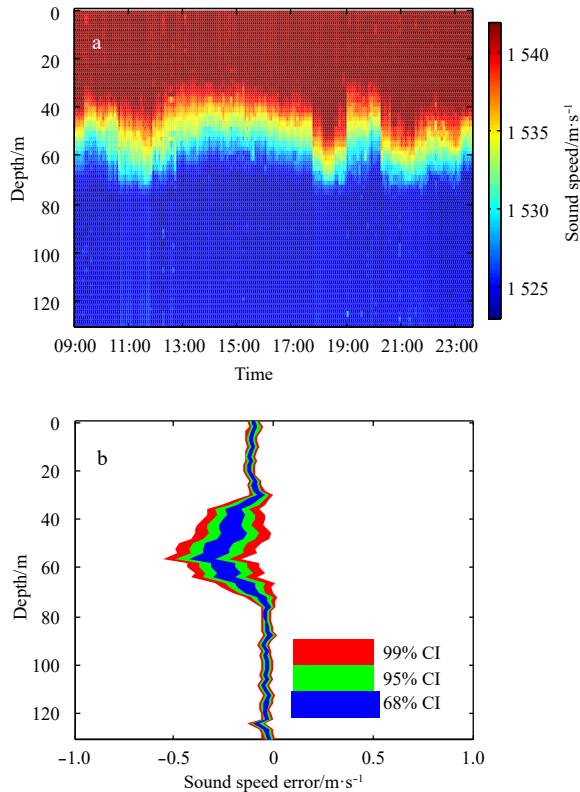 a
0
20
40
60
80
100
120
Depth/m
09:00 11:00 13:00 15:00 17:00 19:00 21:00 23:00
Time
1 540
1 535
1 530
1 525
Sound speed/m·s⁻¹
b
0
20
40
60
80
100
120
Depth/m
99% CI
95% CI
68% CI
−1.0 −0.5 0 0.5 1.0
Sound speed error/m·s⁻¹